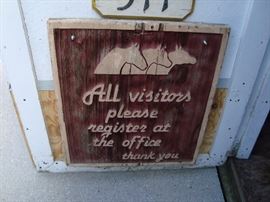 All visitors
please
register at
the office
thank you